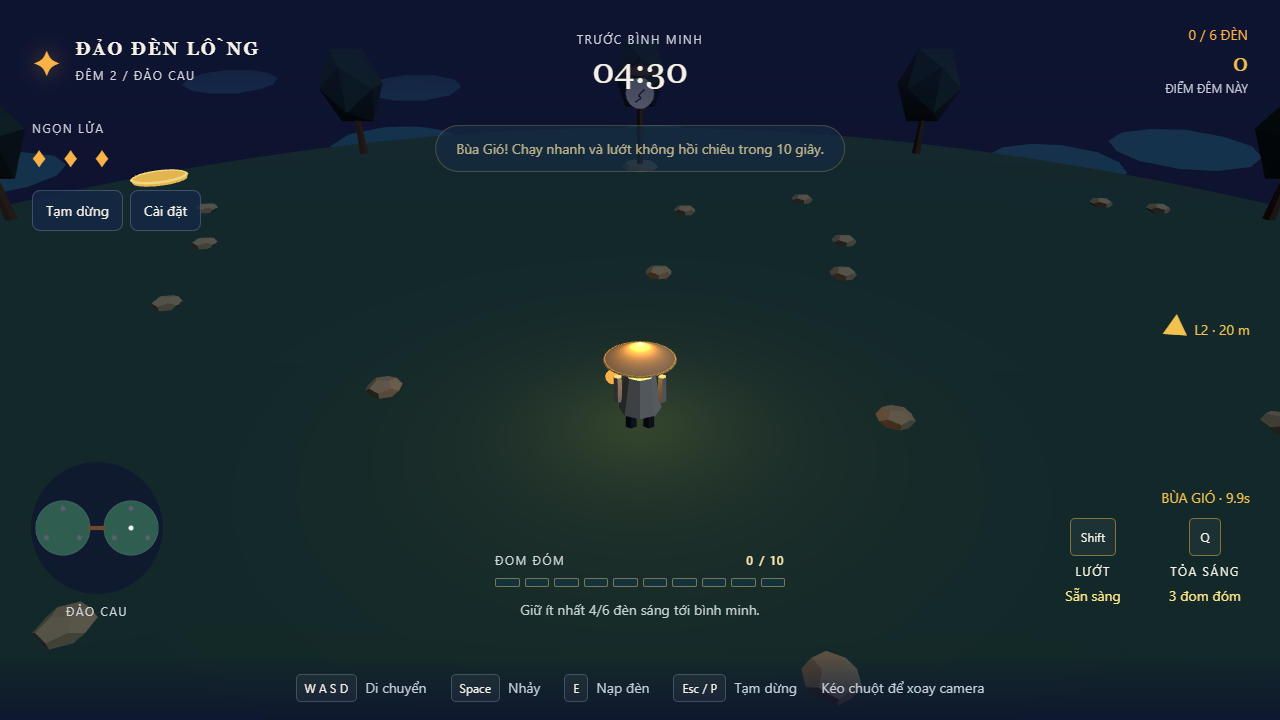 ĐẢO ĐÈN LỒNG
ĐÊM 2 / ĐẢO CAU
TRƯỚC BÌNH MINH
04:30
0 / 6 ĐÈN
0
ĐIỂM ĐÊM NÀY
NGỌN LỬA
Bùa Gió! Chạy nhanh và lướt không hồi chiêu trong 10 giây.
Tạm dừng
Cài đặt
L2 · 20 m
BÙA GIÓ · 9.9s
Shift
Q
LƯỚT
TỎA SÁNG
Sẵn sàng
3 đom đóm
ĐẢO CAU
ĐOM ĐÓM
0 / 10
Giữ ít nhất 4/6 đèn sáng tới bình minh.
W A S D Di chuyển
Space Nhảy
E Nạp đèn
Esc / P Tạm dừng
Kéo chuột để xoay camera